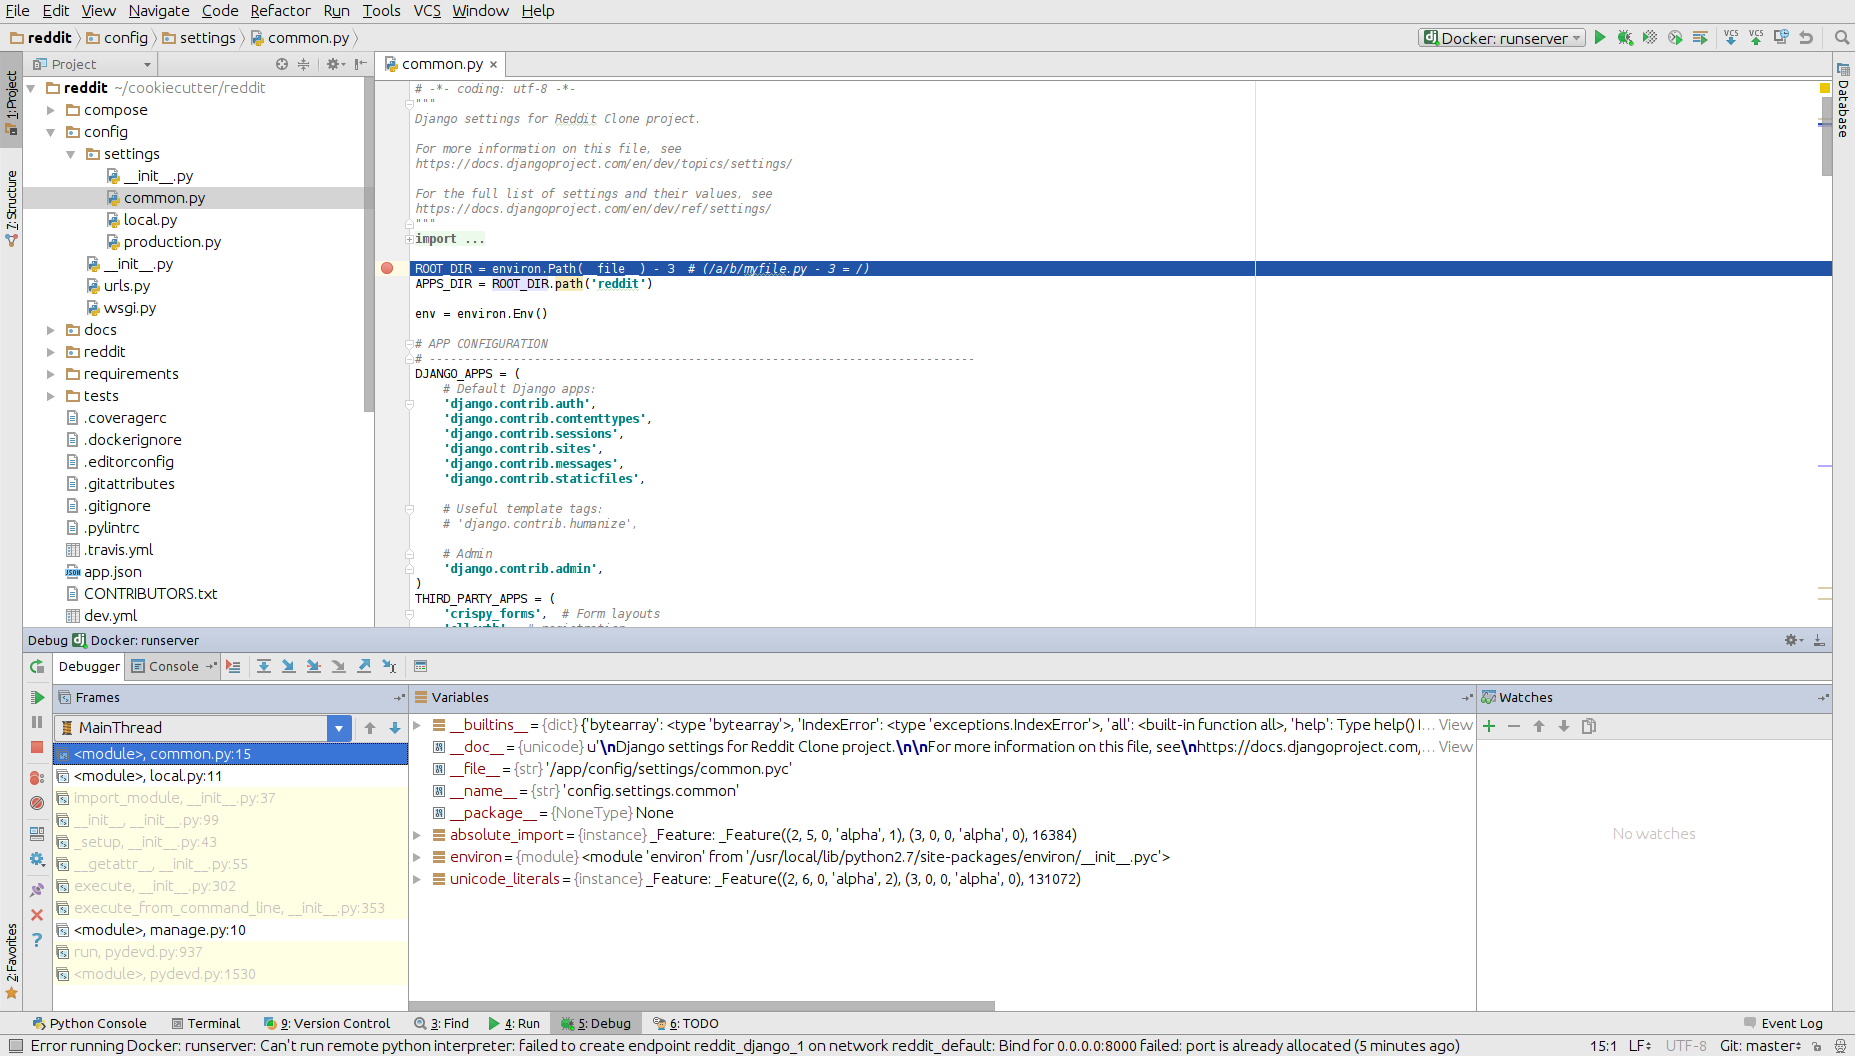 File Edit View Navigate Code Refactor Run Tools VCS Window Help
reddit config settings common.py
Docker: runserver
VCS VCS
1: Project
7: Structure
2: Favorites
Project
reddit ~/cookiecutter/reddit
compose
config
settings
__init__.py
common.py
local.py
production.py
__init__.py
urls.py
wsgi.py
docs
reddit
requirements
tests
.coveragerc
.dockerignore
.editorconfig
.gitattributes
.gitignore
.pylintrc
.travis.yml
app.json
CONTRIBUTORS.txt
dev.yml
common.py
# -*- coding: utf-8 -*-
"""
Django settings for Reddit Clone project.
For more information on this file, see
https://docs.djangoproject.com/en/dev/topics/settings/
For the full list of settings and their values, see
https://docs.djangoproject.com/en/dev/ref/settings/
"""
import ...
ROOT_DIR = environ.Path(__file__) - 3  # (/a/b/myfile.py - 3 = /)
APPS_DIR = ROOT_DIR.path('reddit')
env = environ.Env()
# APP CONFIGURATION
# ------------------------------------------------------------------------------
DJANGO_APPS = (
# Default Django apps:
'django.contrib.auth',
'django.contrib.contenttypes',
'django.contrib.sessions',
'django.contrib.sites',
'django.contrib.messages',
'django.contrib.staticfiles',
# Useful template tags:
# 'django.contrib.humanize',
# Admin
'django.contrib.admin',
)
THIRD_PARTY_APPS = (
'crispy_forms',  # Form layouts
Database
Debug Docker: runserver
Debugger Console
Frames
MainThread
<module>, common.py:15
<module>, local.py:11
import_module, __init__.py:37
__init__, __init__.py:99
_setup, __init__.py:43
__getattr__, __init__.py:55
execute, __init__.py:302
execute_from_command_line, __init__.py:353
<module>, manage.py:10
run, pydevd.py:937
<module>, pydevd.py:1530
Variables
__builtins__ = {dict} {'bytearray': <type 'bytearray'>, 'IndexError': <type 'exceptions.IndexError'>, 'all': <built-in function all>, 'help': Type help() I... View
__doc__ = {unicode} u'\nDjango settings for Reddit Clone project.\n\nFor more information on this file, see\nhttps://docs.djangoproject.com,... View
__file__ = {str} '/app/config/settings/common.pyc'
__name__ = {str} 'config.settings.common'
__package__ = {NoneType} None
absolute_import = {instance} _Feature: _Feature((2, 5, 0, 'alpha', 1), (3, 0, 0, 'alpha', 0), 16384)
environ = {module} <module 'environ' from '/usr/local/lib/python2.7/site-packages/environ/__init__.pyc'>
unicode_literals = {instance} _Feature: _Feature((2, 6, 0, 'alpha', 2), (3, 0, 0, 'alpha', 0), 131072)
Watches
No watches
Python Console Terminal 9: Version Control 3: Find 4: Run 5: Debug 6: TODO Event Log
Error running Docker: runserver: Can't run remote python interpreter: failed to create endpoint reddit_django_1 on network reddit_default: Bind for 0.0.0.0:8000 failed: port is already allocated (5 minutes ago) 15:1 LF UTF-8 Git: master